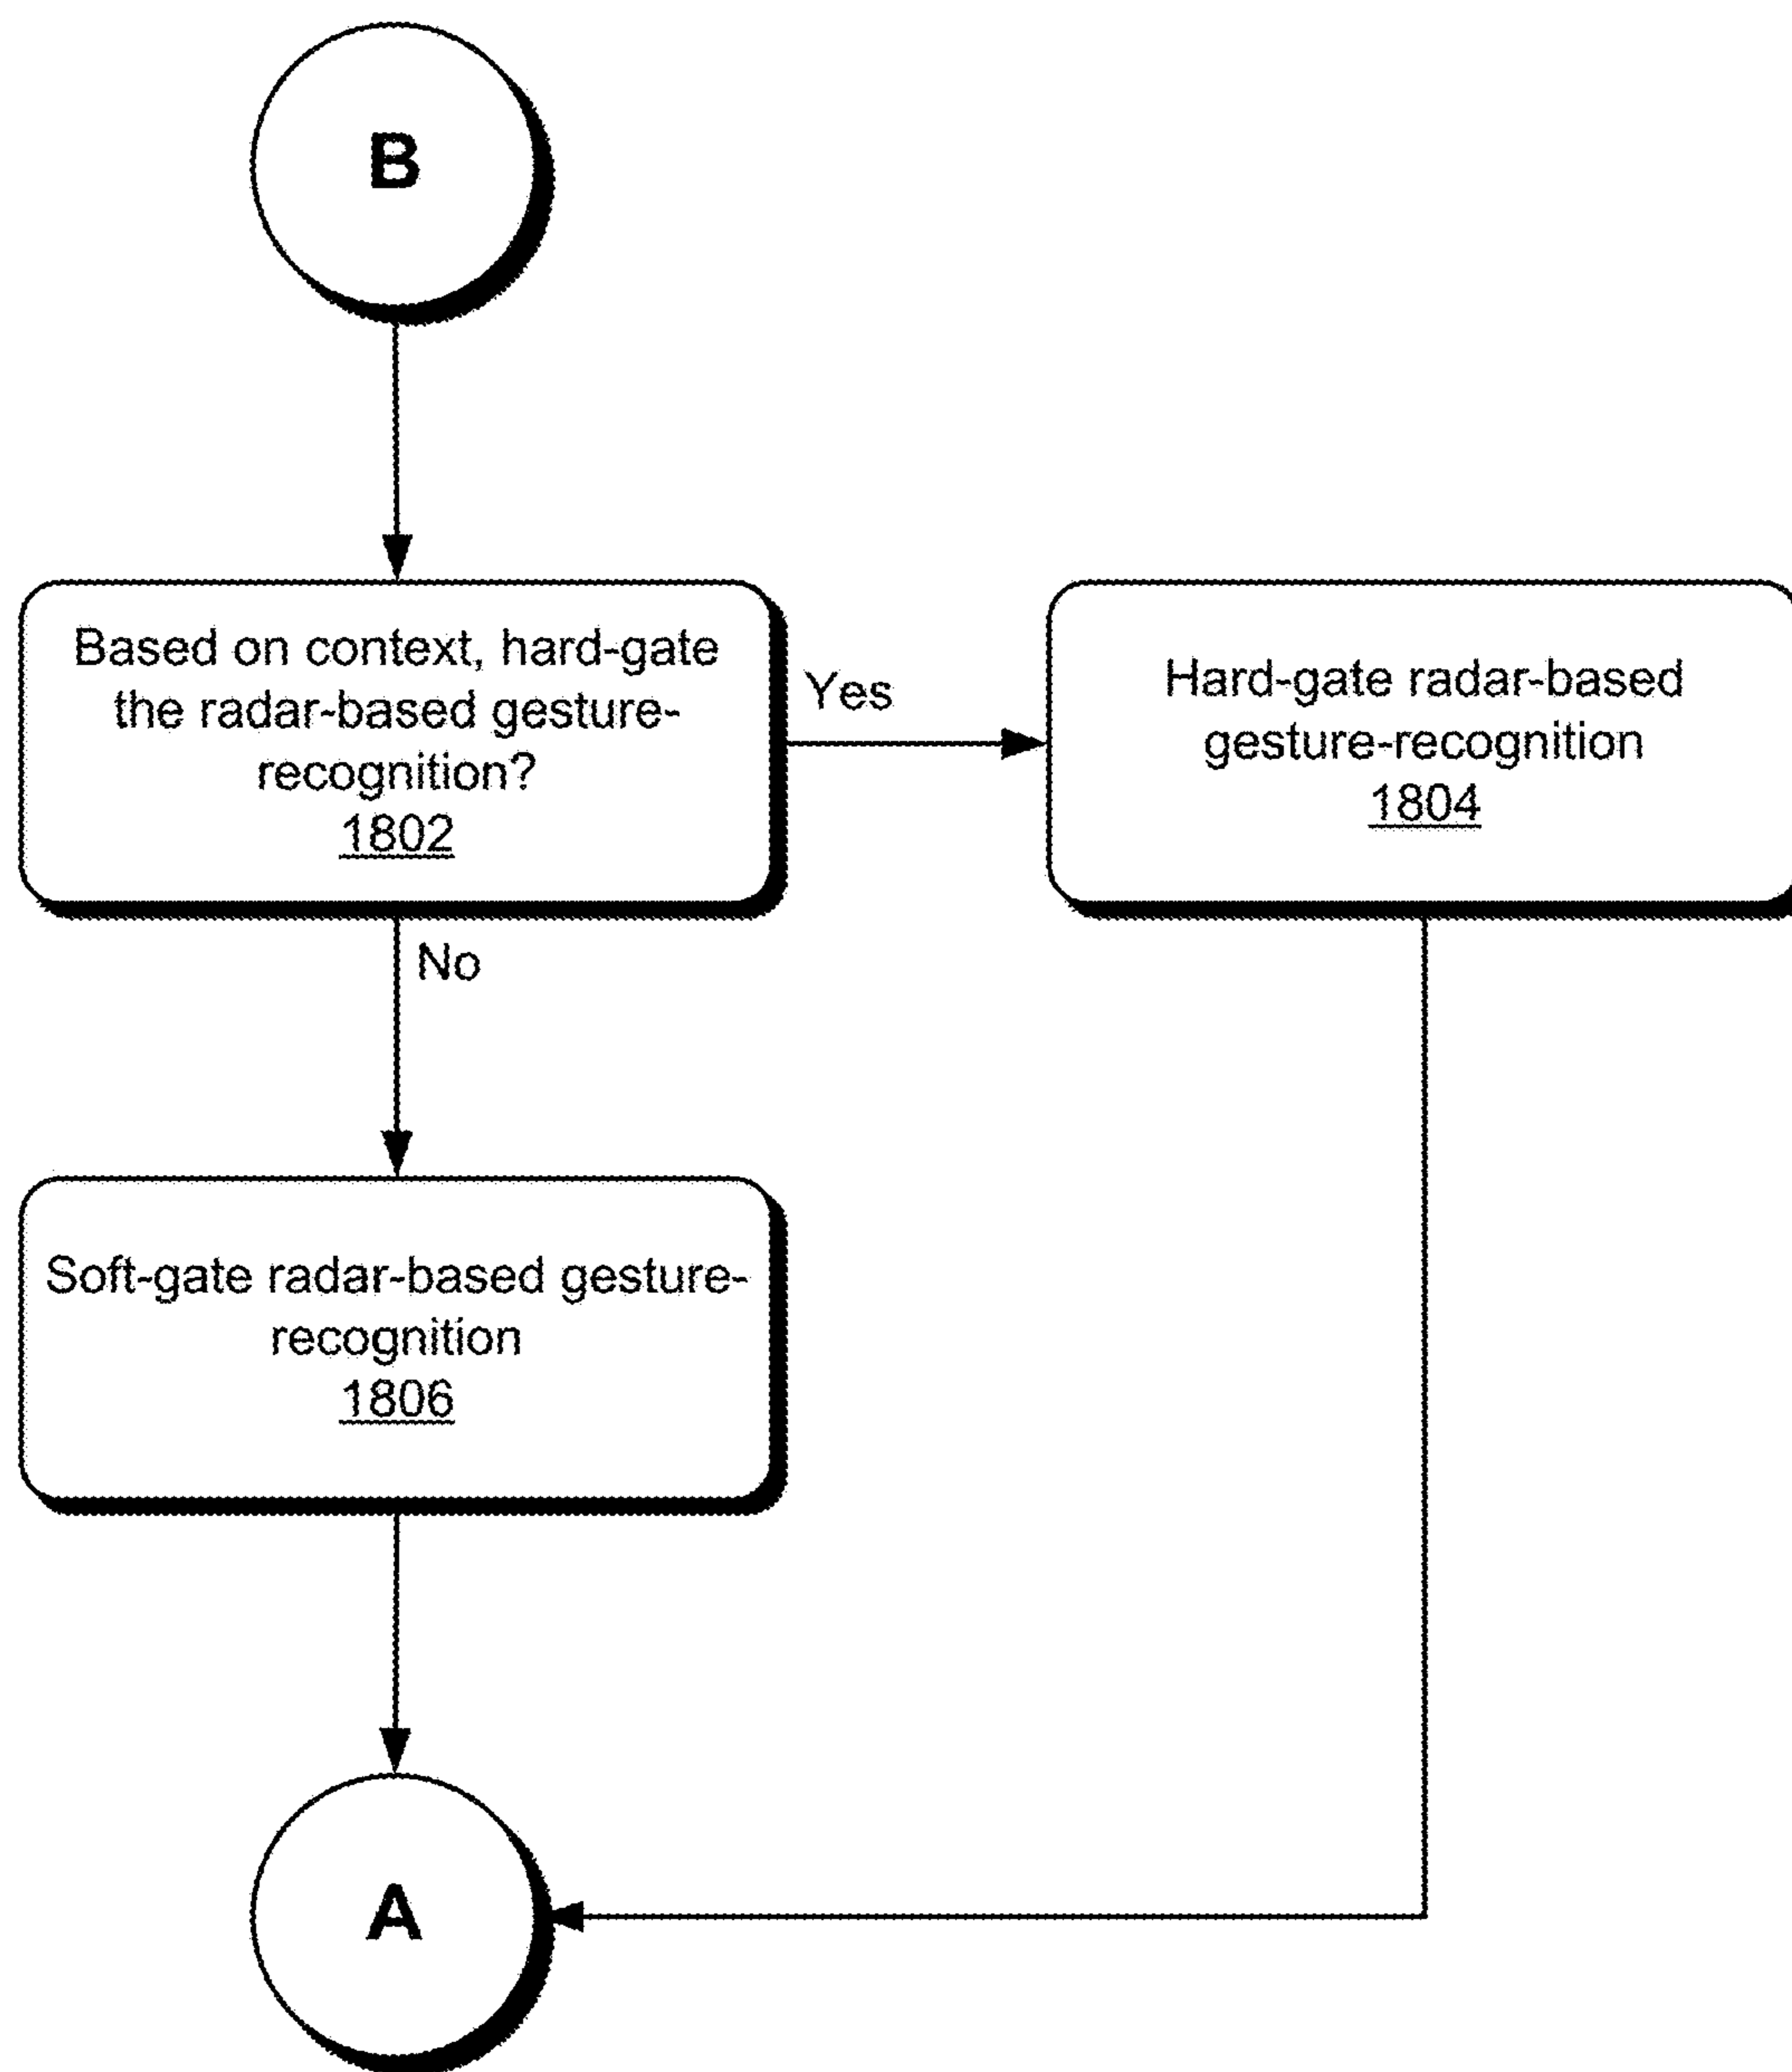 B
Based on context, hard-gate
the radar-based gesture-
recognition?
1802
Yes
Hard-gate radar-based
gesture-recognition
1804
No
Soft-gate radar-based gesture-
recognition
1806
A